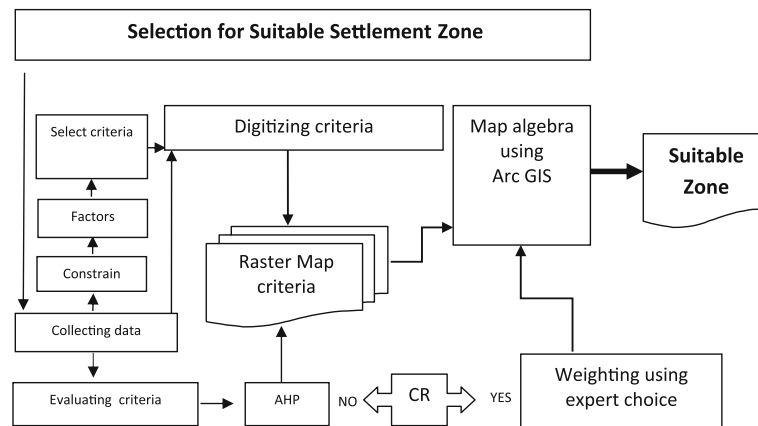 Selection for Suitable Settlement Zone
Select criteria
Digitizing criteria
Map algebra
using
Arc GIS
Suitable
Zone
Factors
Constrain
Raster Map
criteria
Collecting data
Evaluating criteria
AHP
NO
CR
YES
Weighting using
expert choice